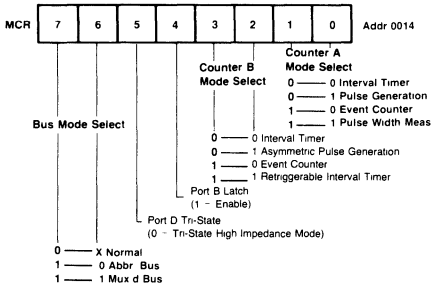 MCR 7 6 5 4 3 2 1 0 Addr 0014
Counter A
Mode Select
0 0 Interval Timer
0 1 Pulse Generation
1 0 Event Counter
1 1 Pulse Width Meas
Counter B
Mode Select
0 0 Interval Timer
0 1 Asymmetric Pulse Generation
1 0 Event Counter
1 1 Retriggerable Interval Timer
Port B Latch
(1 - Enable)
Port D Tri-State
(0 - Tri-State High Impedance Mode)
Bus Mode Select
0 X Normal
1 0 Abbr Bus
1 1 Mux d Bus